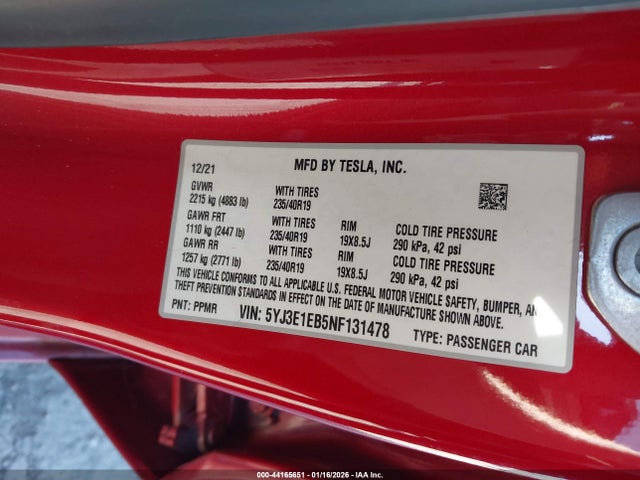 12/21 MFD BY TESLA, INC.
GVWR WITH TIRES
2215 kg (4883 lb) 235/40R19
GAWR FRT WITH TIRES RIM COLD TIRE PRESSURE
1110 kg (2447 lb) 235/40R19 19X8.5J 290 kPa, 42 psi
GAWR RR WITH TIRES RIM COLD TIRE PRESSURE
1257 kg (2771 lb) 235/40R19 19X8.5J 290 kPa, 42 psi
THIS VEHICLE CONFORMS TO ALL APPLICABLE U.S. FEDERAL MOTOR VEHICLE SAFETY, BUMPER, AN
THEFT PREVENTION STANDARDS IN EFFECT ON THE DATE OF MANUFACTURE SHOWN ABOVE.
PNT: PPMR VIN: 5YJ3E1EB5NF131478 TYPE: PASSENGER CAR
000-44165651 | 01/16/2026 | IAA Inc.